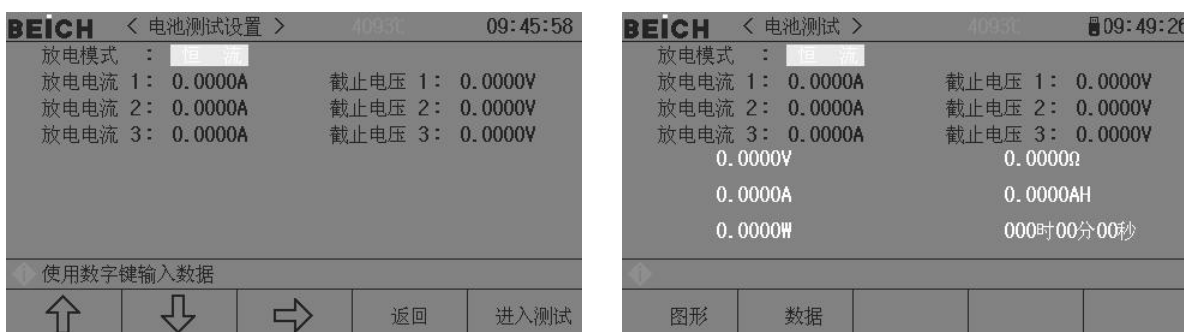 BEICH < 电池测试设置 > 4093℃ 09:45:58
放电模式 : 恒 流
放电电流 1: 0.0000A 截止电压 1: 0.0000V
放电电流 2: 0.0000A 截止电压 2: 0.0000V
放电电流 3: 0.0000A 截止电压 3: 0.0000V
使用数字键输入数据
返回 进入测试
BEICH < 电池测试 > 4093℃ 09:49:26
放电模式 : 恒 流
放电电流 1: 0.0000A 截止电压 1: 0.0000V
放电电流 2: 0.0000A 截止电压 2: 0.0000V
放电电流 3: 0.0000A 截止电压 3: 0.0000V
0.0000V 0.0000Ω
0.0000A 0.0000AH
0.0000W 000时00分00秒
图形 数据